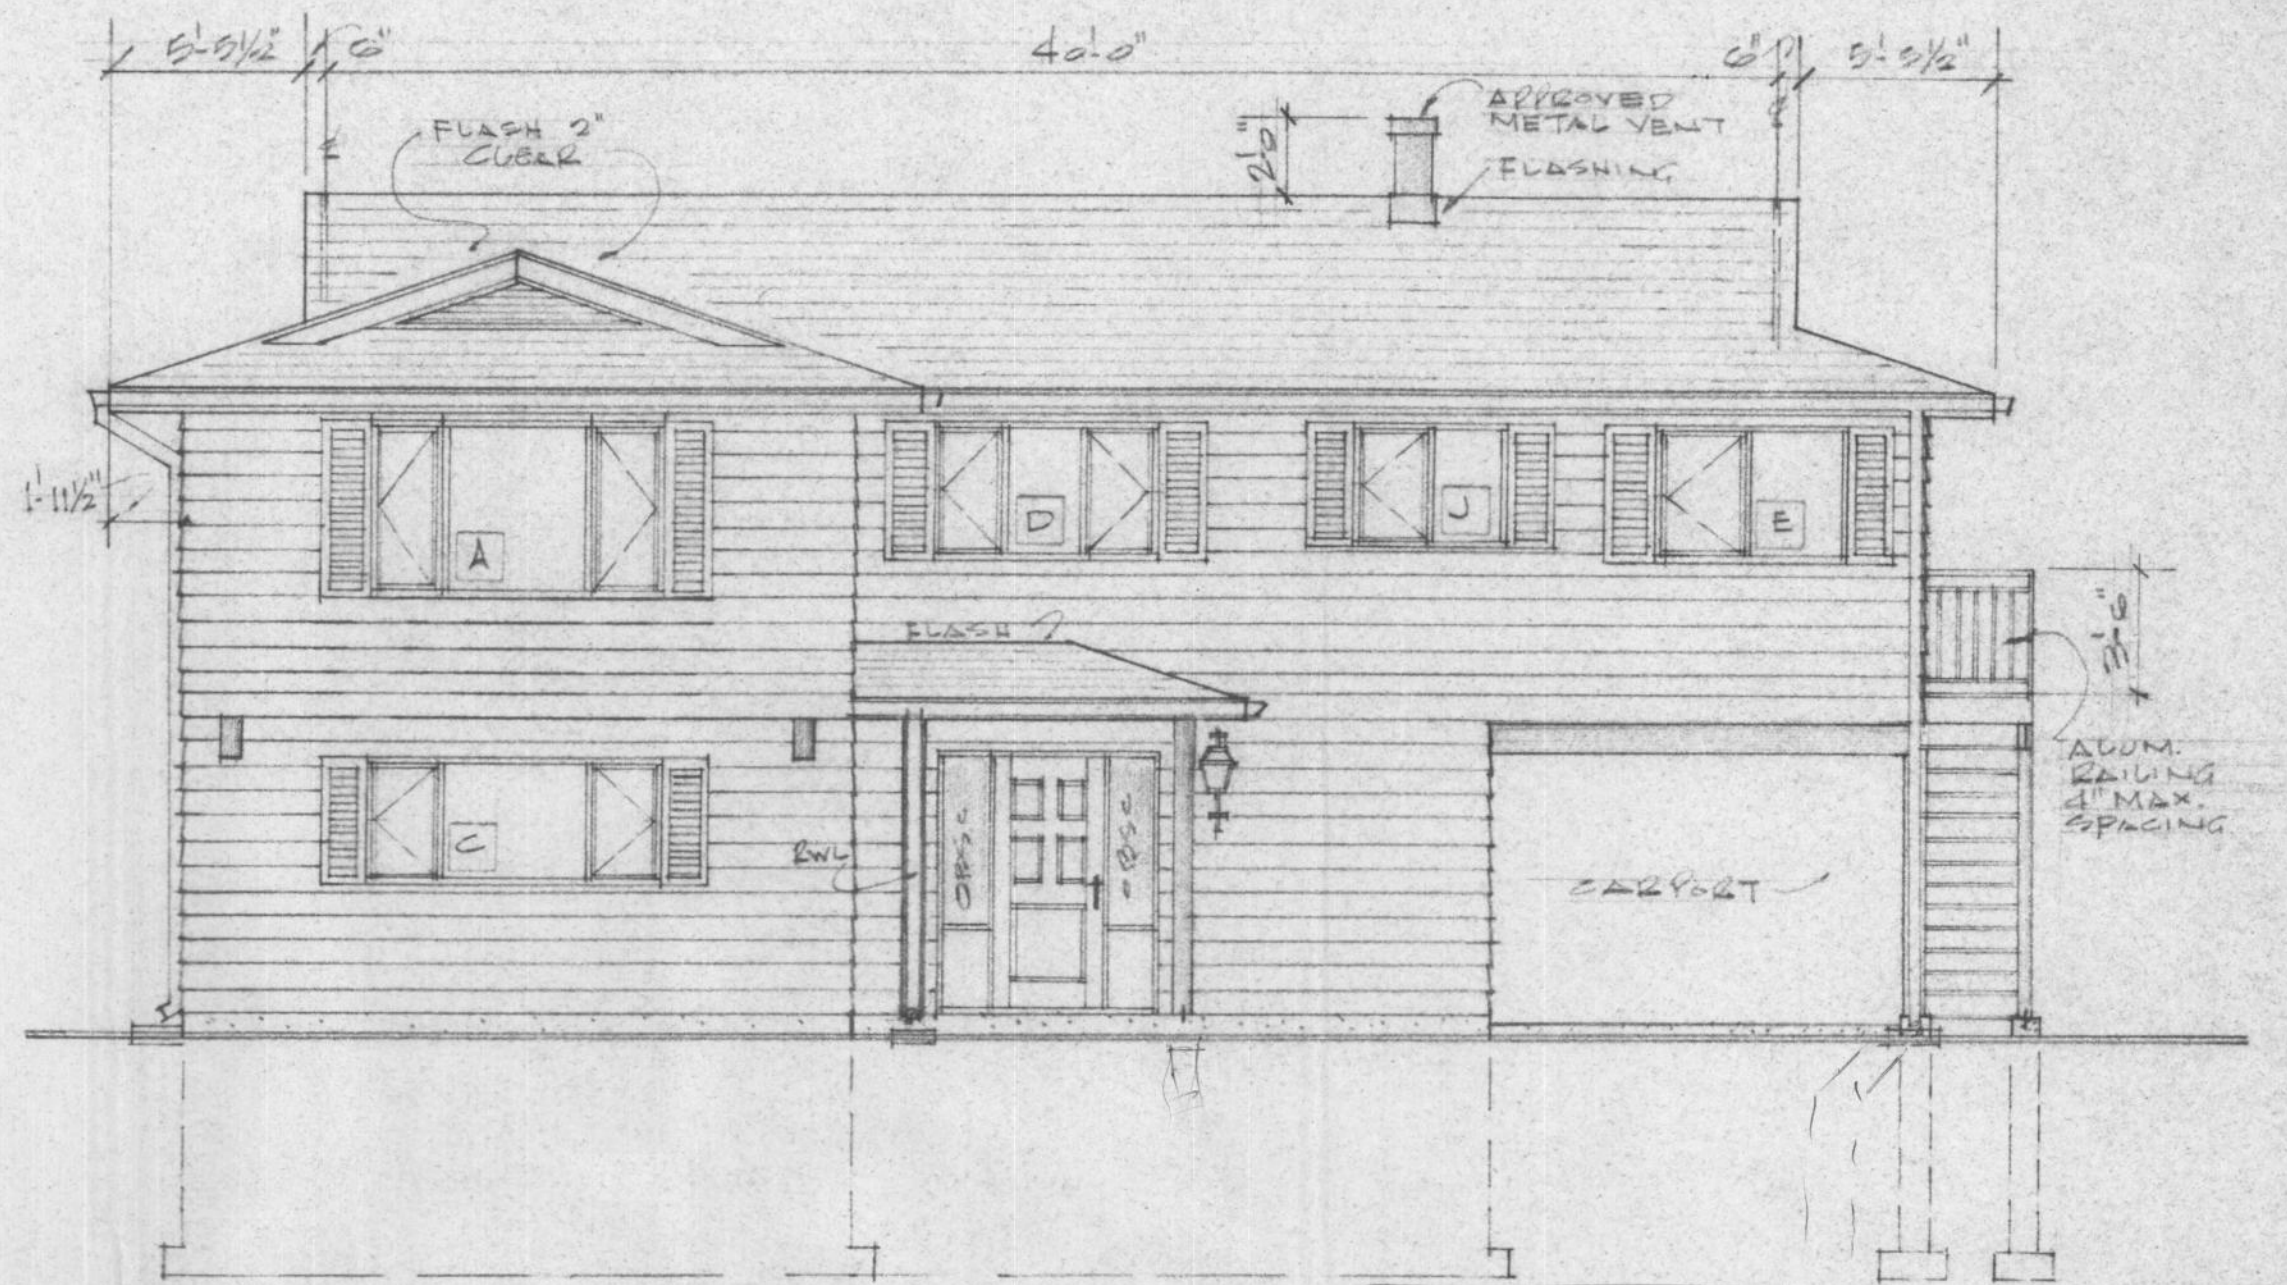 5'-5½" 6" 40'-0" 6" 5'-5½"
FLASH 2"
CLEAR
2'-0"
APPROVED
METAL VENT
FLASHING
1'-11½"
A
D
J
E
FLASH
3'-6"
ALUM.
RAILING
4" MAX.
SPACING
C
RWL
OBSC
OBSC
CARPORT